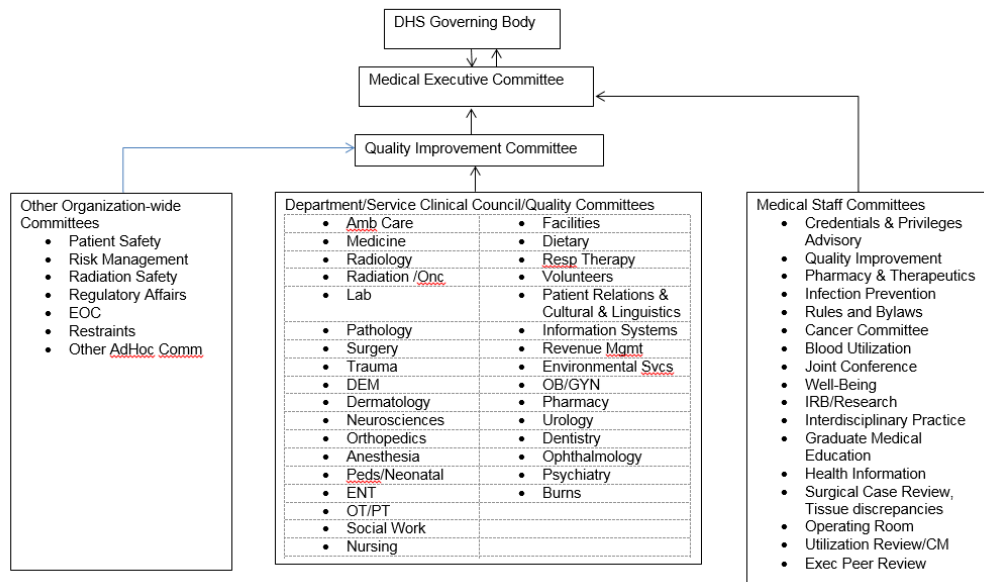 DHS Governing Body
Medical Executive Committee
Quality Improvement Committee
Other Organization-wide
Committees
• Patient Safety
• Risk Management
• Radiation Safety
• Regulatory Affairs
• EOC
• Restraints
• Other AdHoc Comm
Department/Service Clinical Council/Quality Committees
• Amb Care
• Medicine
• Radiology
• Radiation /Onc
• Lab
• Pathology
• Surgery
• Trauma
• DEM
• Dermatology
• Neurosciences
• Orthopedics
• Anesthesia
• Peds/Neonatal
• ENT
• OT/PT
• Social Work
• Nursing
• Facilities
• Dietary
• Resp Therapy
• Volunteers
• Patient Relations &
Cultural & Linguistics
• Information Systems
• Revenue Mgmt
• Environmental Svcs
• OB/GYN
• Pharmacy
• Urology
• Dentistry
• Ophthalmology
• Psychiatry
• Burns
Medical Staff Committees
• Credentials & Privileges
Advisory
• Quality Improvement
• Pharmacy & Therapeutics
• Infection Prevention
• Rules and Bylaws
• Cancer Committee
• Blood Utilization
• Joint Conference
• Well-Being
• IRB/Research
• Interdisciplinary Practice
• Graduate Medical
Education
• Health Information
• Surgical Case Review,
Tissue discrepancies
• Operating Room
• Utilization Review/CM
• Exec Peer Review